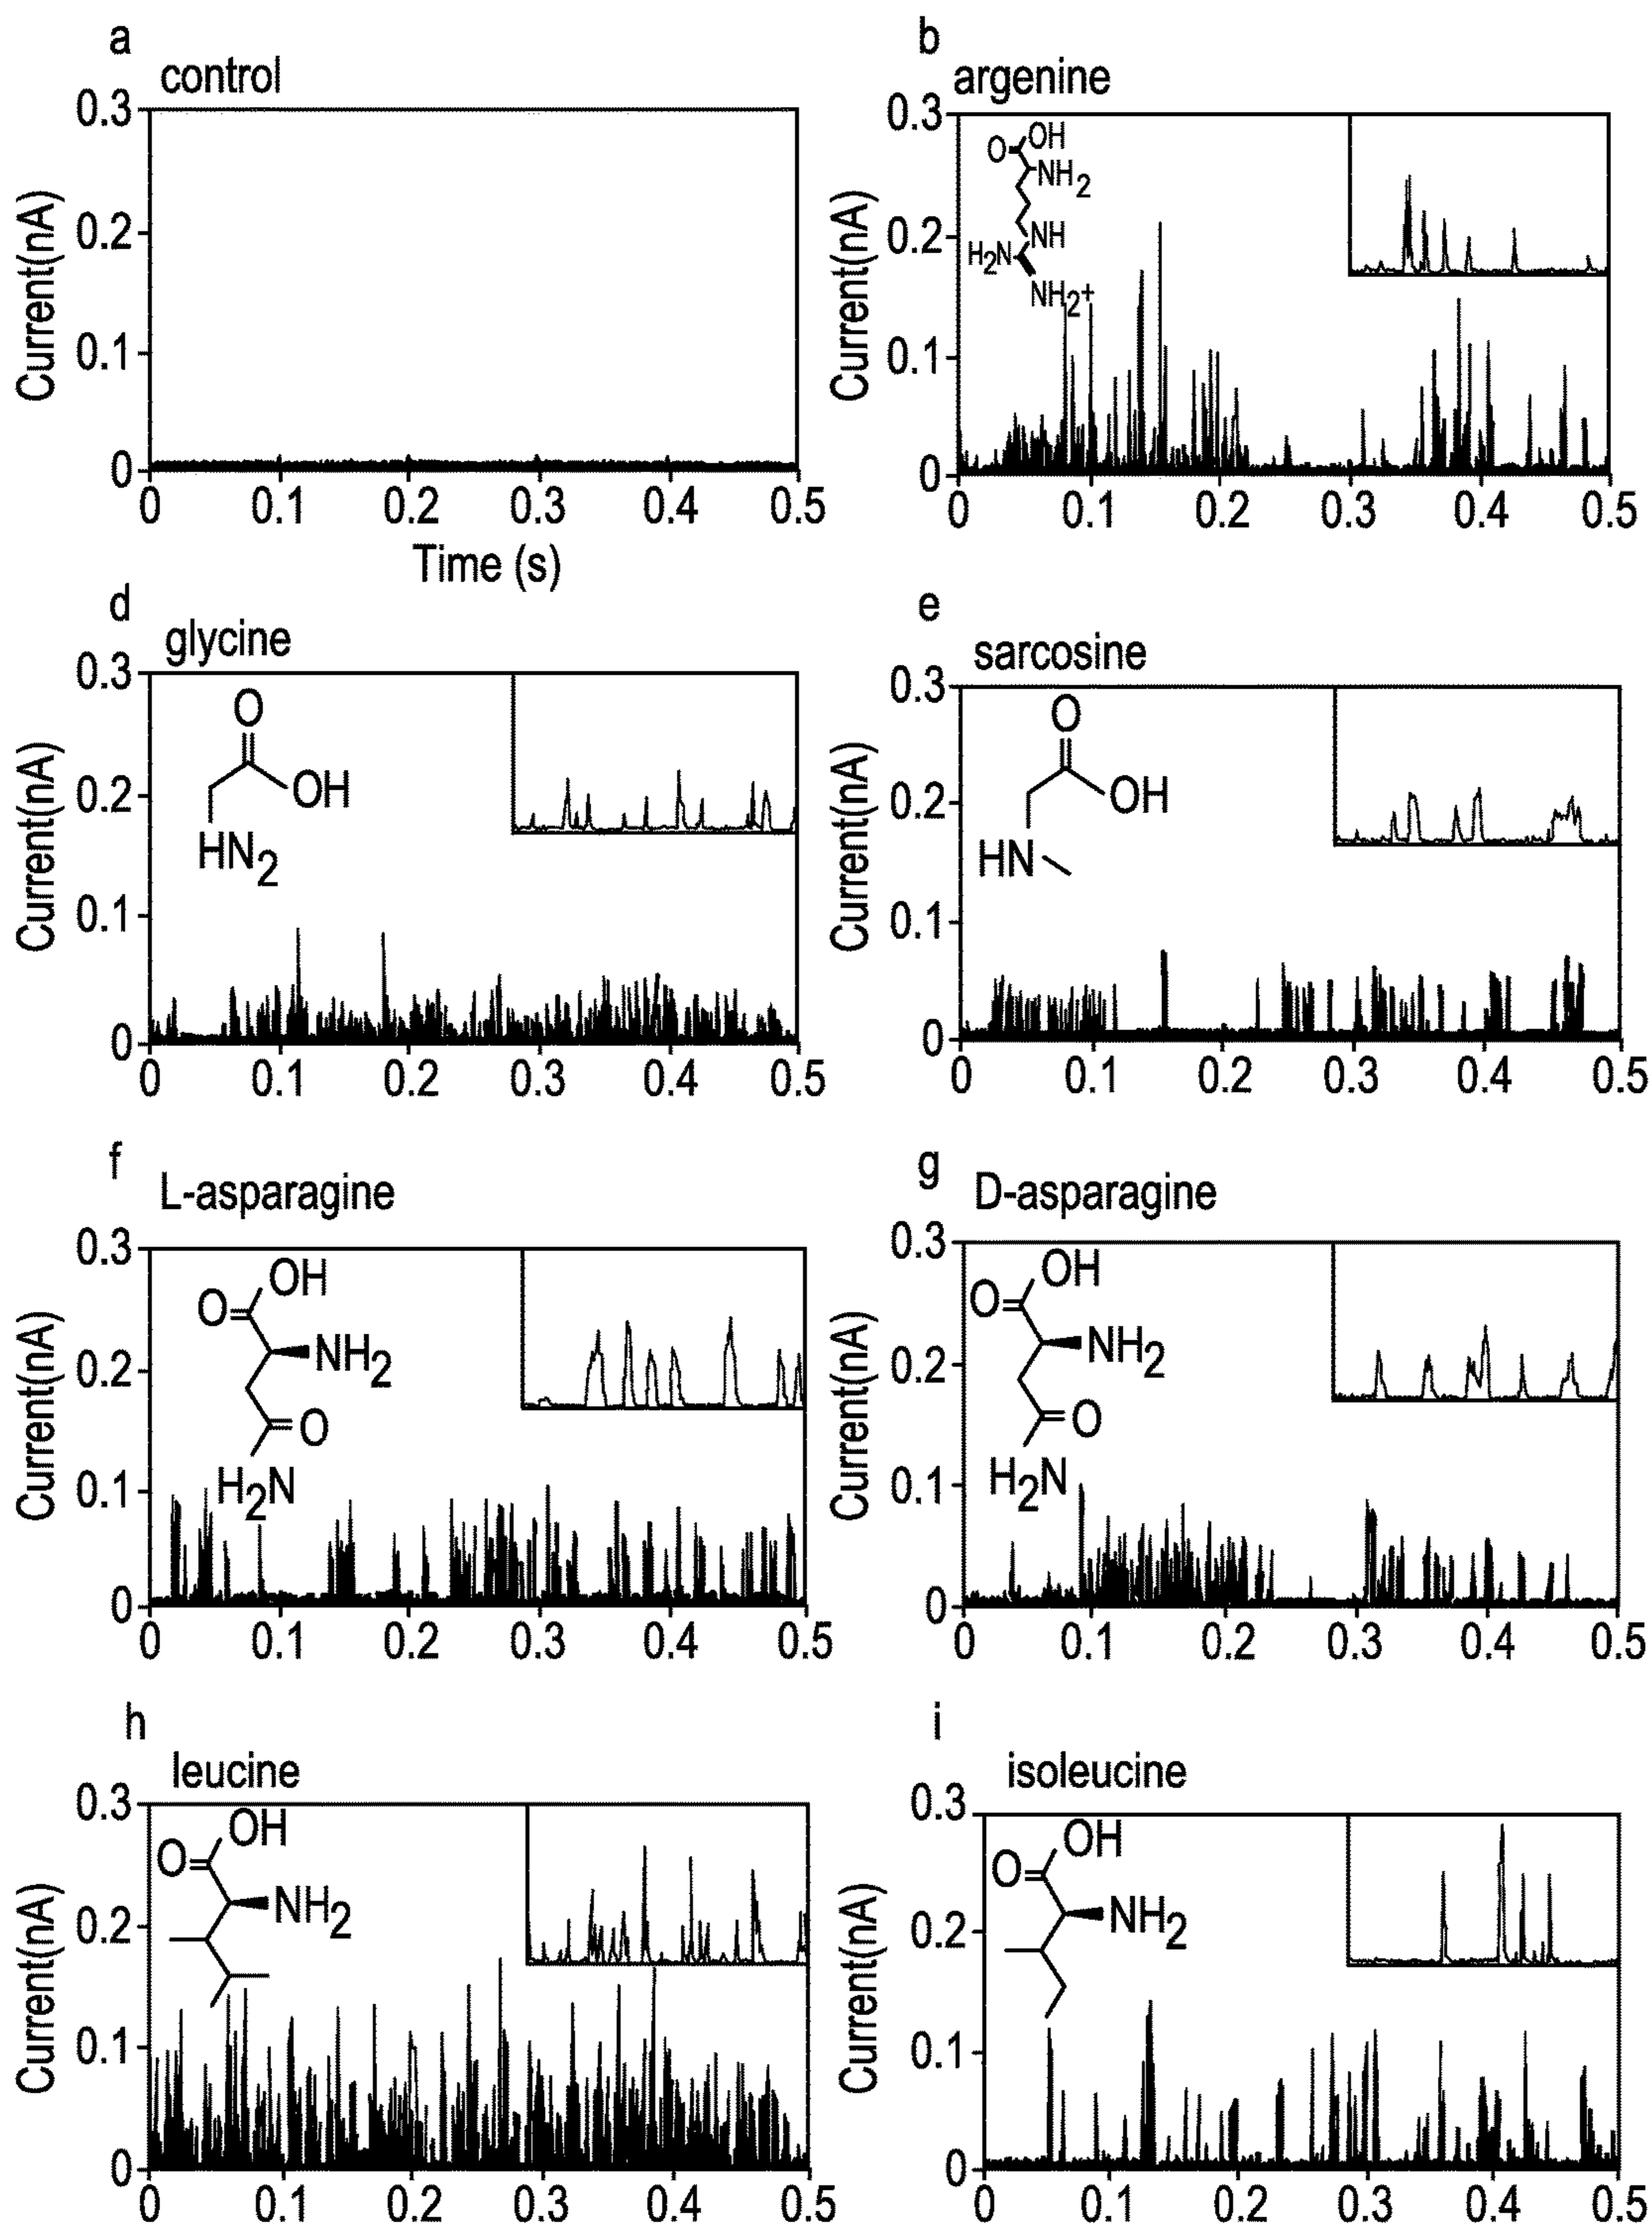 a
control
0.3
0.2
0.1
0
Current(nA)
0 0.1 0.2 0.3 0.4 0.5
Time (s)
b
argenine
0.3
0.2
0.1
0
Current(nA)
O OH
NH2
NH
H2N
NH2+
0 0.1 0.2 0.3 0.4 0.5
d
glycine
0.3
0.2
0.1
0
Current(nA)
O
OH
HN2
0 0.1 0.2 0.3 0.4 0.5
e
sarcosine
0.3
0.2
0.1
0
Current(nA)
O
OH
HN
0 0.1 0.2 0.3 0.4 0.5
f
L-asparagine
0.3
0.2
0.1
0
Current(nA)
OH
O
NH2
O
H2N
0 0.1 0.2 0.3 0.4 0.5
g
D-asparagine
0.3
0.2
0.1
0
Current(nA)
OH
O
NH2
O
H2N
0 0.1 0.2 0.3 0.4 0.5
h
leucine
0.3
0.2
0.1
0
Current(nA)
OH
O
NH2
0 0.1 0.2 0.3 0.4 0.5
i
isoleucine
0.3
0.2
0.1
0
Current(nA)
OH
O
NH2
0 0.1 0.2 0.3 0.4 0.5